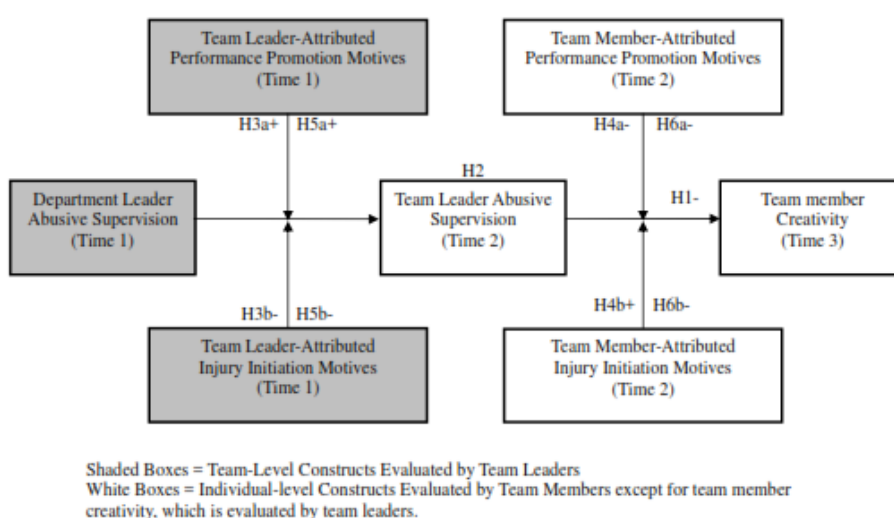 Team Leader-Attributed
Performance Promotion Motives
(Time 1)
Team Member-Attributed
Performance Promotion Motives
(Time 2)
H3a+ H5a+
H4a- H6a-
Department Leader
Abusive Supervision
(Time 1)
H2
Team Leader Abusive
Supervision
(Time 2)
H1-
Team member
Creativity
(Time 3)
H3b- H5b-
H4b+ H6b-
Team Leader-Attributed
Injury Initiation Motives
(Time 1)
Team Member-Attributed
Injury Initiation Motives
(Time 2)
Shaded Boxes = Team-Level Constructs Evaluated by Team Leaders
White Boxes = Individual-level Constructs Evaluated by Team Members except for team member
creativity, which is evaluated by team leaders.